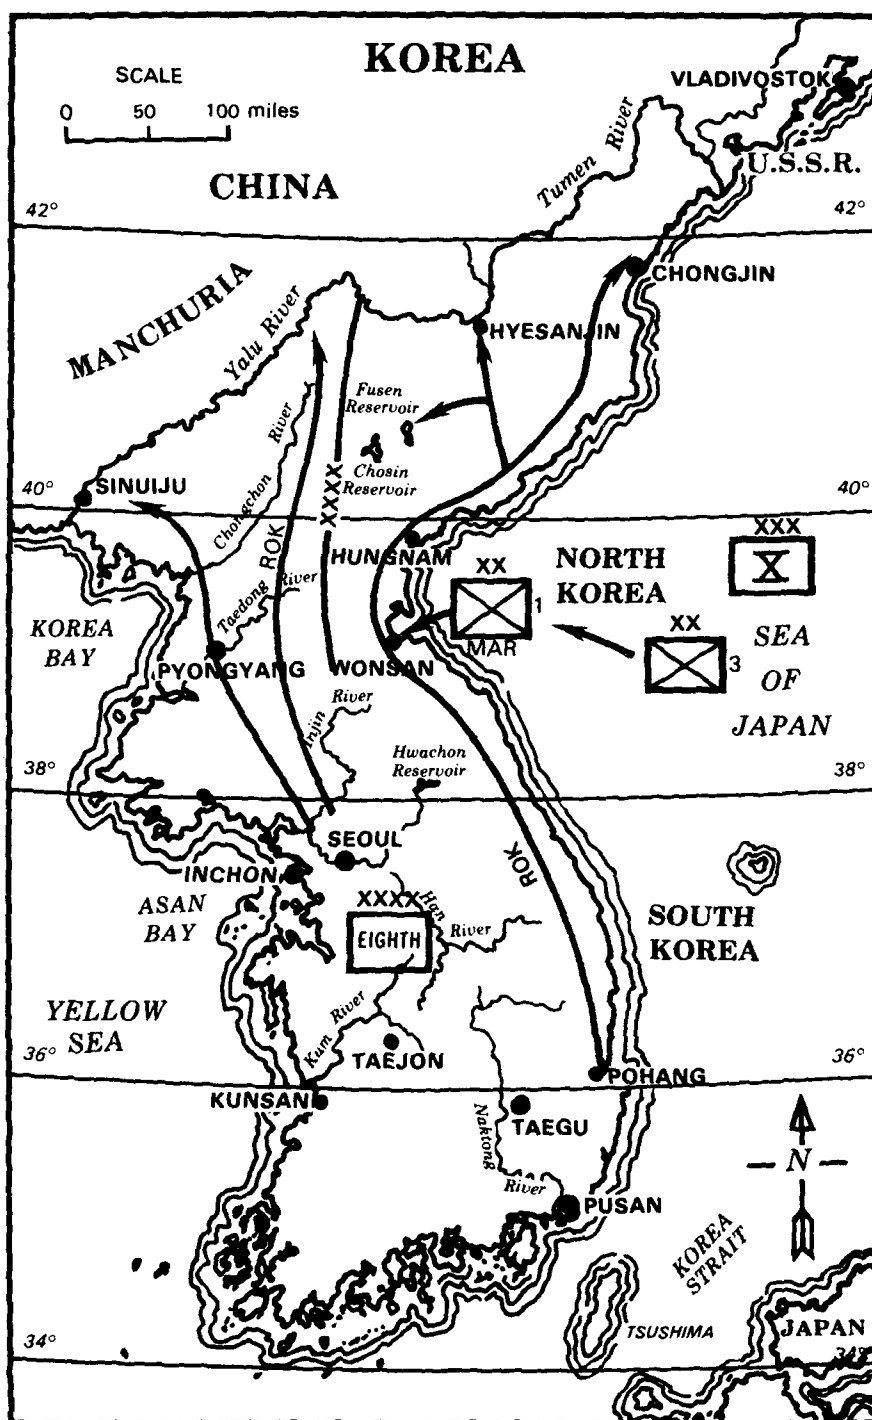 KOREA
SCALE
0 50 100 miles
VLADIVOSTOK
U.S.S.R.
Tumen River
CHINA
42°
42°
CHONGJIN
MANCHURIA
Yalu River
HYESANJIN
Fusen
Reservoir
Chosin
Reservoir
Chongchon River
XXXX
ROK
SINUIJU
40°
40°
HUNGNAM
XX
1
MAR
NORTH
KOREA
XXX
X
XX
3
SEA
OF
JAPAN
KOREA
BAY
Taedong River
PYONGYANG
WONSAN
Injin River
Hwachon
Reservoir
38°
38°
SEOUL
INCHON
ROK
ASAN
BAY
XXXX
EIGHTH
Han River
SOUTH
KOREA
YELLOW
SEA
Kum River
TAEJON
36°
36°
POHANG
KUNSAN
TAEGU
Naktong River
N
PUSAN
KOREA
STRAIT
TSUSHIMA
JAPAN
34°
34°